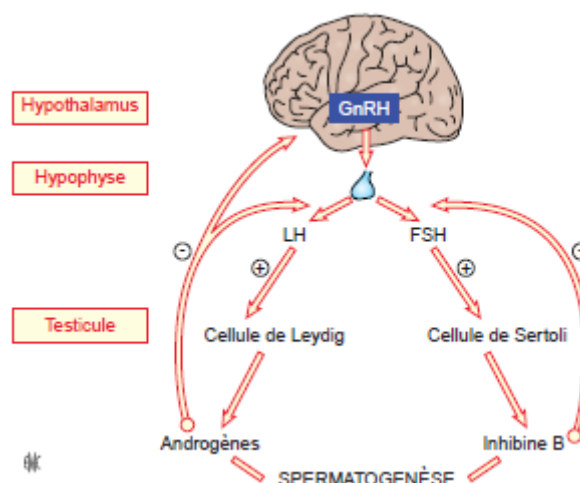 Hypothalamus
GnRH
Hypophyse
LH
FSH
-
-
+
+
Testicule
Cellule de Leydig
Cellule de Sertoli
Androgènes
Inhibine B
SPERMATOGENÈSE